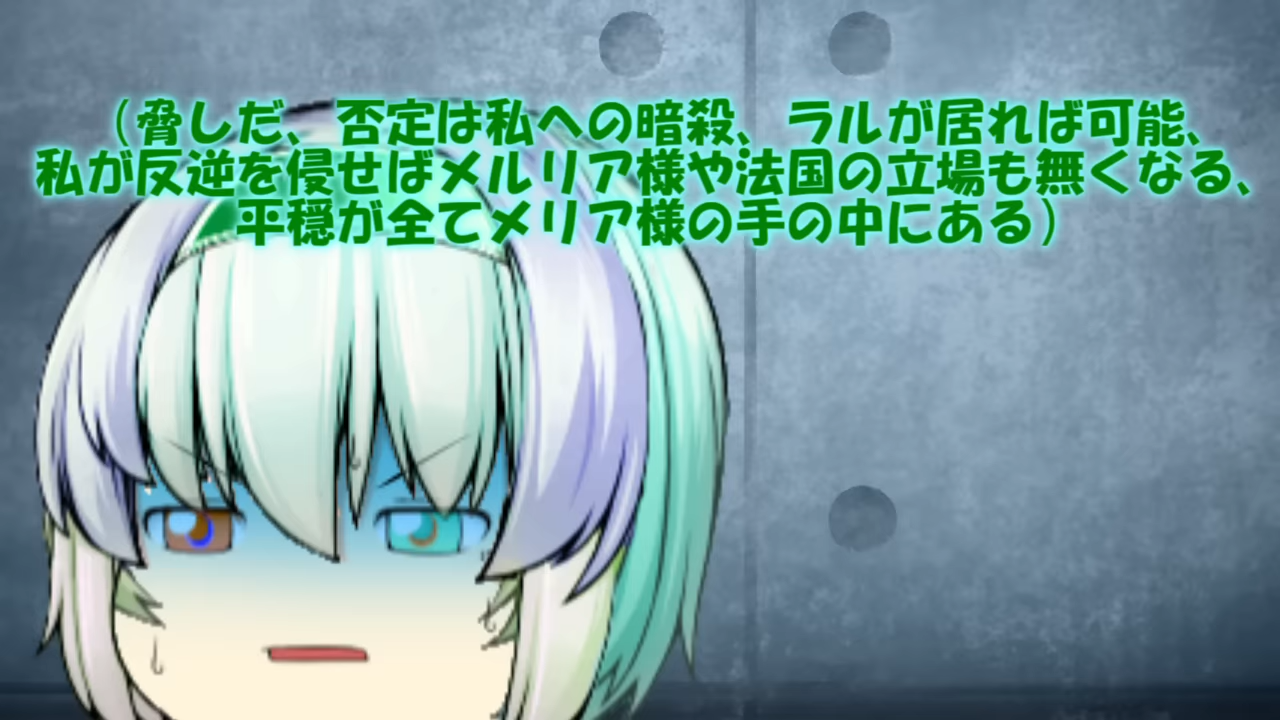 （脅しだ、否定は私への暗殺、ラルが居れば可能、
私が反逆を侵せばメルリア様や法国の立場も無くなる、
平穏が全てメリア様の手の中にある）